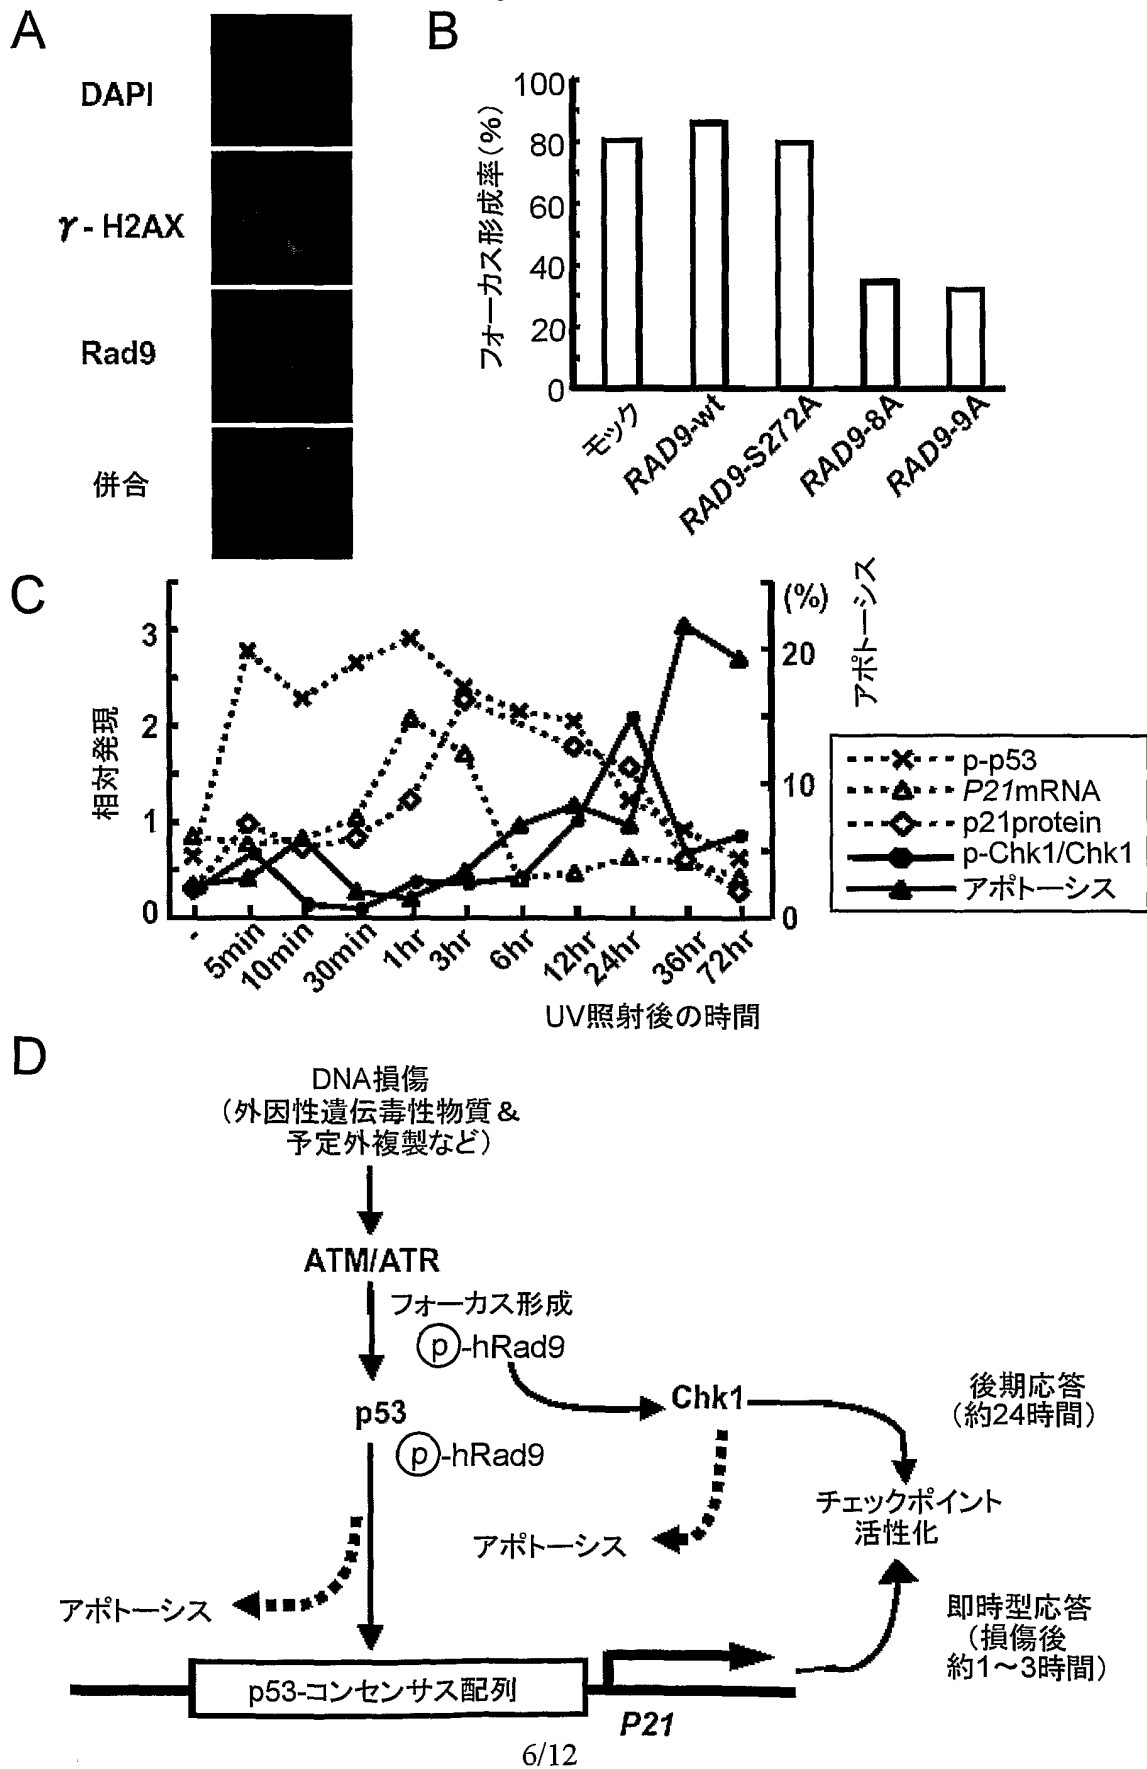 A
DAPI
γ - H2AX
Rad9
併合
B
フォーカス形成率(%)
100
80
60
40
20
0
モック
RAD9-wt
RAD9-S272A
RAD9-8A
RAD9-9A
C
相対発現
3
2
1
0
(%)
20
10
0
アポトーシス
-
5min
10min
30min
1hr
3hr
6hr
12hr
24hr
36hr
72hr
UV照射後の時間
p-p53
P21mRNA
p21protein
p-Chk1/Chk1
アポトーシス
D
DNA損傷
(外因性遺伝毒性物質&
予定外複製など)
ATM/ATR
フォーカス形成
p-hRad9
p53
p-hRad9
Chk1
後期応答
(約24時間)
チェックポイント
活性化
アポトーシス
アポトーシス
即時型応答
(損傷後
約1～3時間)
p53-コンセンサス配列
P21
6/12